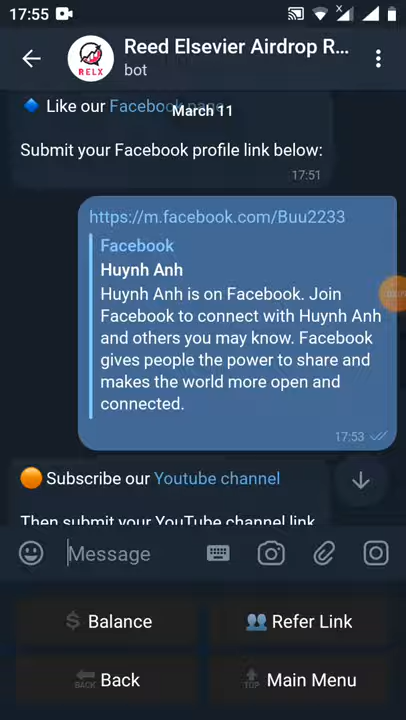 17:55
Reed Elsevier Airdrop R...
bot
RELX
Like our Facebook page
March 11
Submit your Facebook profile link below:
17:51
https://m.facebook.com/Buu2233
Facebook
Huynh Anh
Huynh Anh is on Facebook. Join
Facebook to connect with Huynh Anh
and others you may know. Facebook
gives people the power to share and
makes the world more open and
connected.
17:53
Subscribe our Youtube channel
Then submit your YouTube channel link
Message
$ Balance
Refer Link
BACK Back
TOP Main Menu